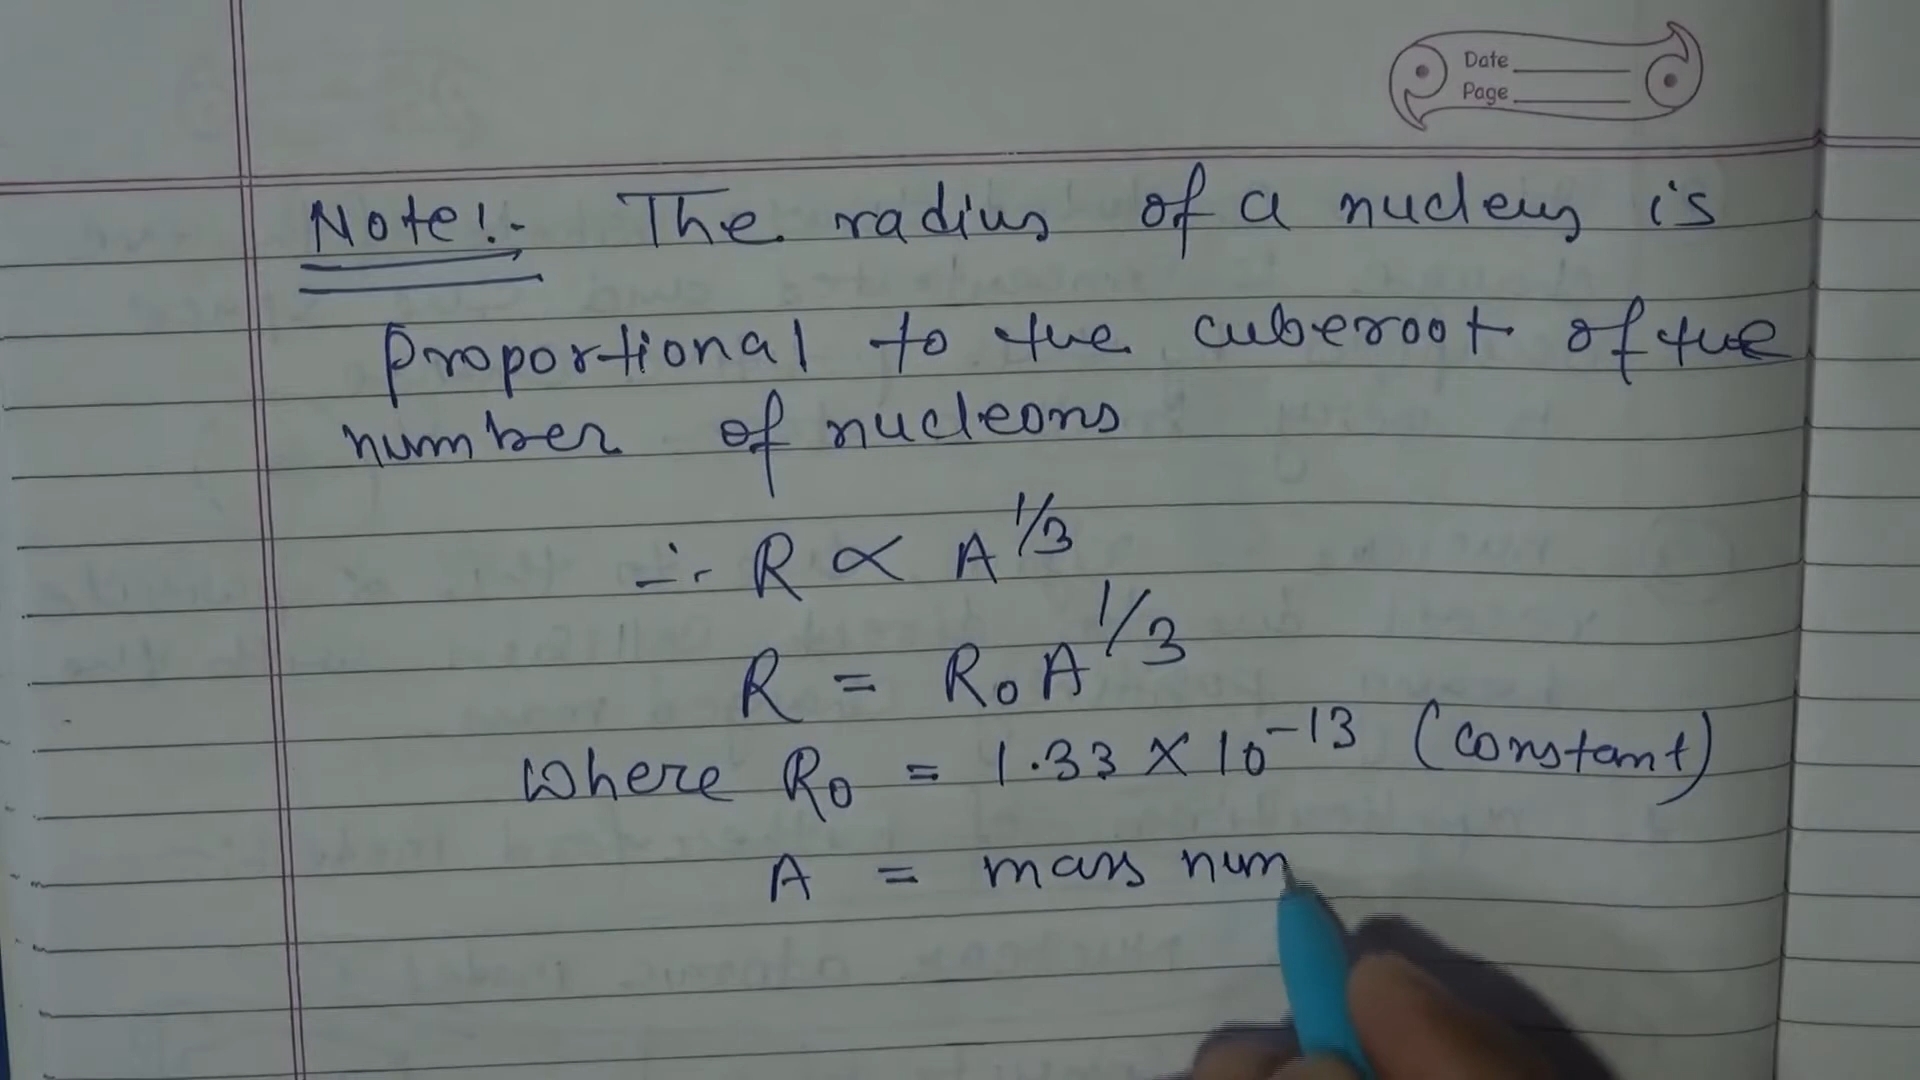 Date
Page
Note:- The radius of a nucleus is
proportional to the cuberoot of the
number of nucleons
∴ R ∝ A^1/3
R = R₀ A^1/3
where R₀ = 1.33 × 10^-13 (constant)
A = mass num